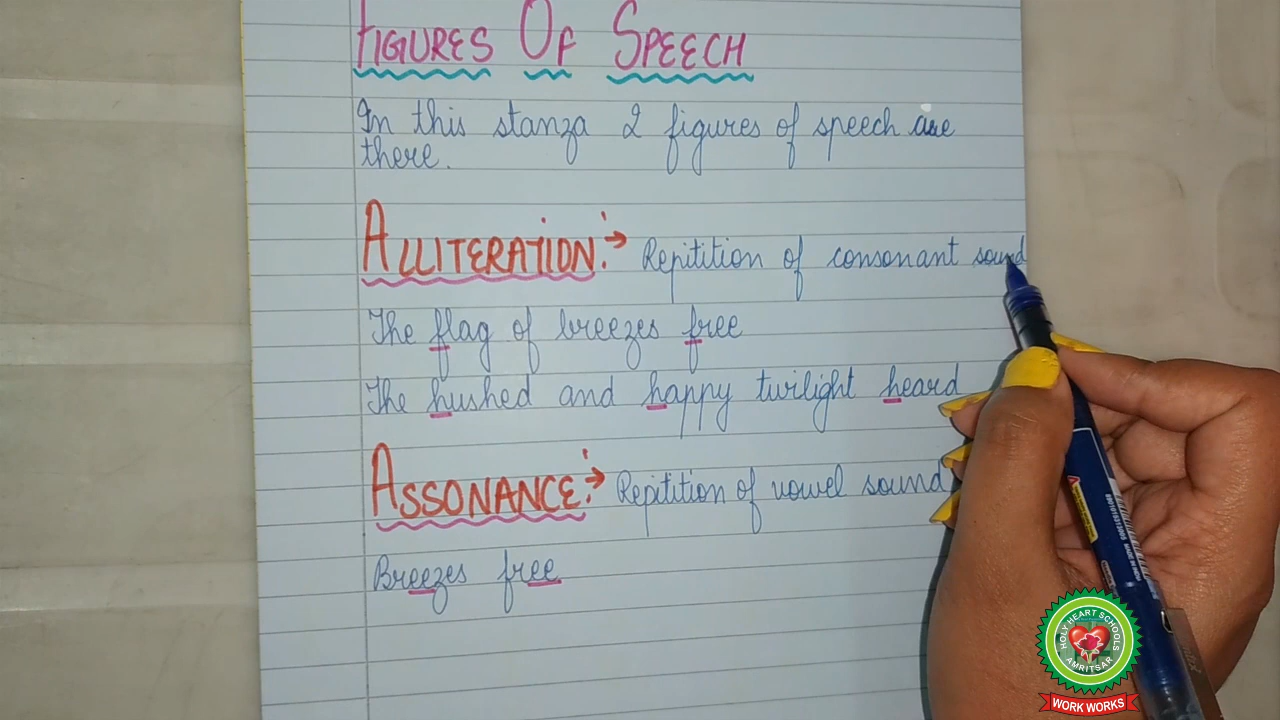 FIGURES OF SPEECH
In this stanza 2 figures of speech are
there.
ALLITERATION:→ Repitition of consonant sound
The flag of breezes free
The hushed and happy twilight heard
ASSONANCE:→ Repitition of vowel sound
Breezes free
HOLY HEART SCHOOLS
AMRITSAR
WORK WORKS